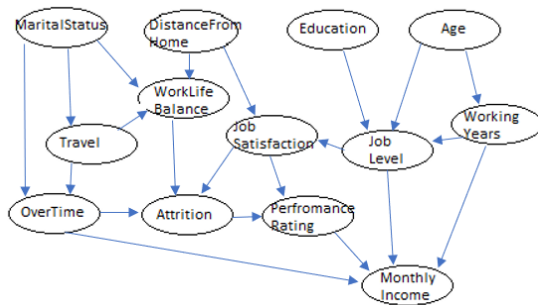 MaritalStatus
DistanceFrom
Home
Education
Age
WorkLife
Balance
Travel
Job
Satisfaction
Job
Level
Working
Years
OverTime
Attrition
Perfromance
Rating
Monthly
Income